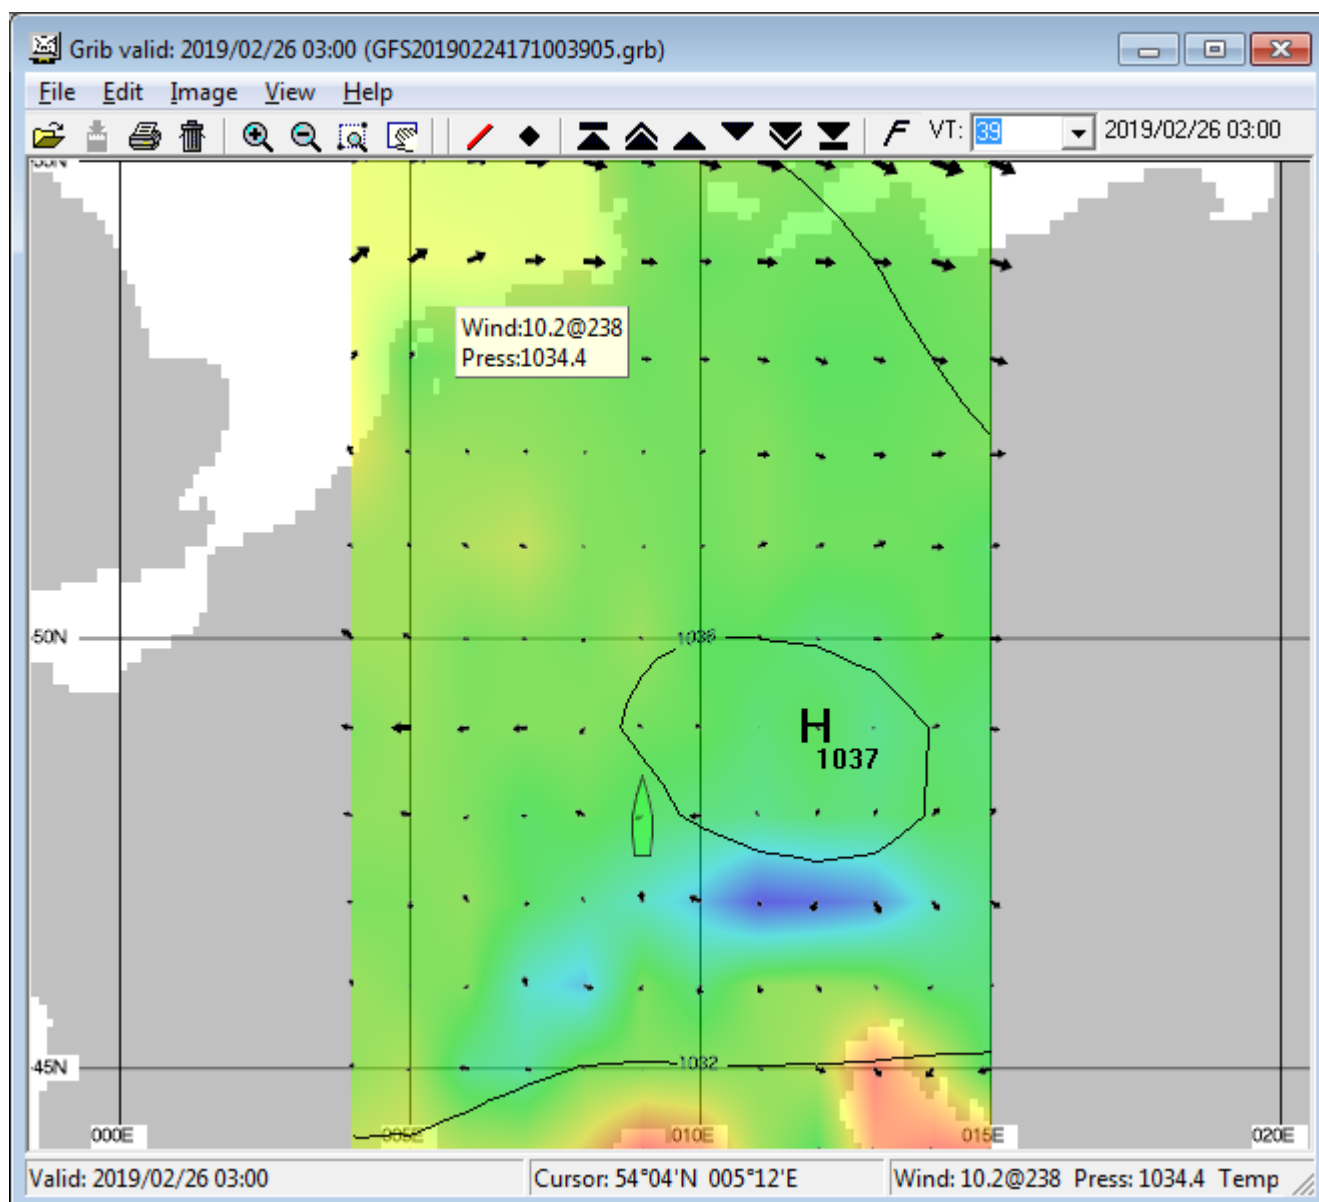 Grib valid: 2019/02/26 03:00 (GFS20190224171003905.grb)
File Edit Image View Help
VT: 39 2019/02/26 03:00
Wind:10.2@238
Press:1034.4
50N
1036
H
1037
45N
1032
000E 005E 010E 015E 020E
Valid: 2019/02/26 03:00 Cursor: 54°04'N 005°12'E Wind: 10.2@238 Press: 1034.4 Temp